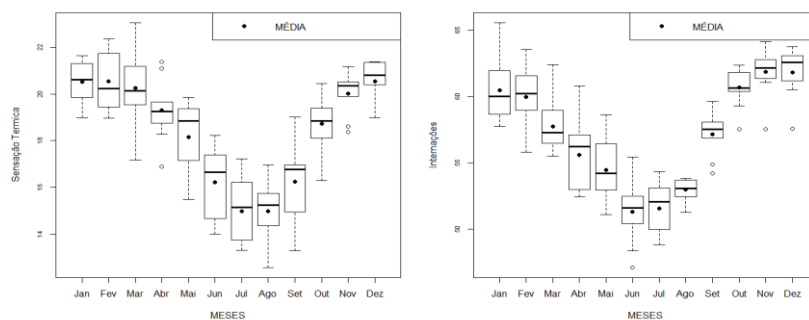 MÉDIA
Sensação Termica
22
20
18
16
14
Jan Fev Mar Abr Mai Jun Jul Ago Set Out Nov Dez
MESES
MÉDIA
Internações
65
60
55
50
Jan Fev Mar Abr Mai Jun Jul Ago Set Out Nov Dez
MESES